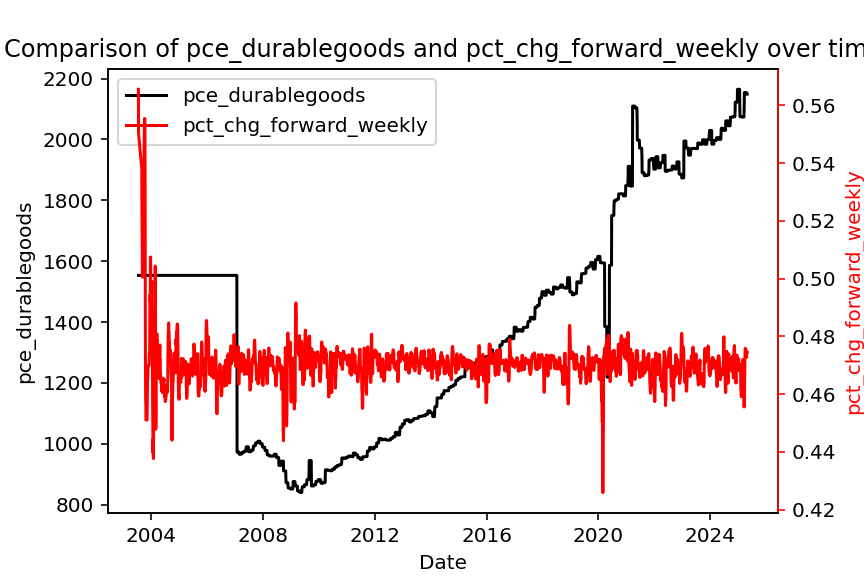 Comparison of pce_durablegoods and pct_chg_forward_weekly over tim
pce_durablegoods
pct_chg_forward_weekly
2200
2000
1800
1600
1400
1200
1000
800
pce_durablegoods
0.56
0.54
0.52
0.50
0.48
0.46
0.44
0.42
pct_chg_forward_weekly
2004 2008 2012 2016 2020 2024
Date